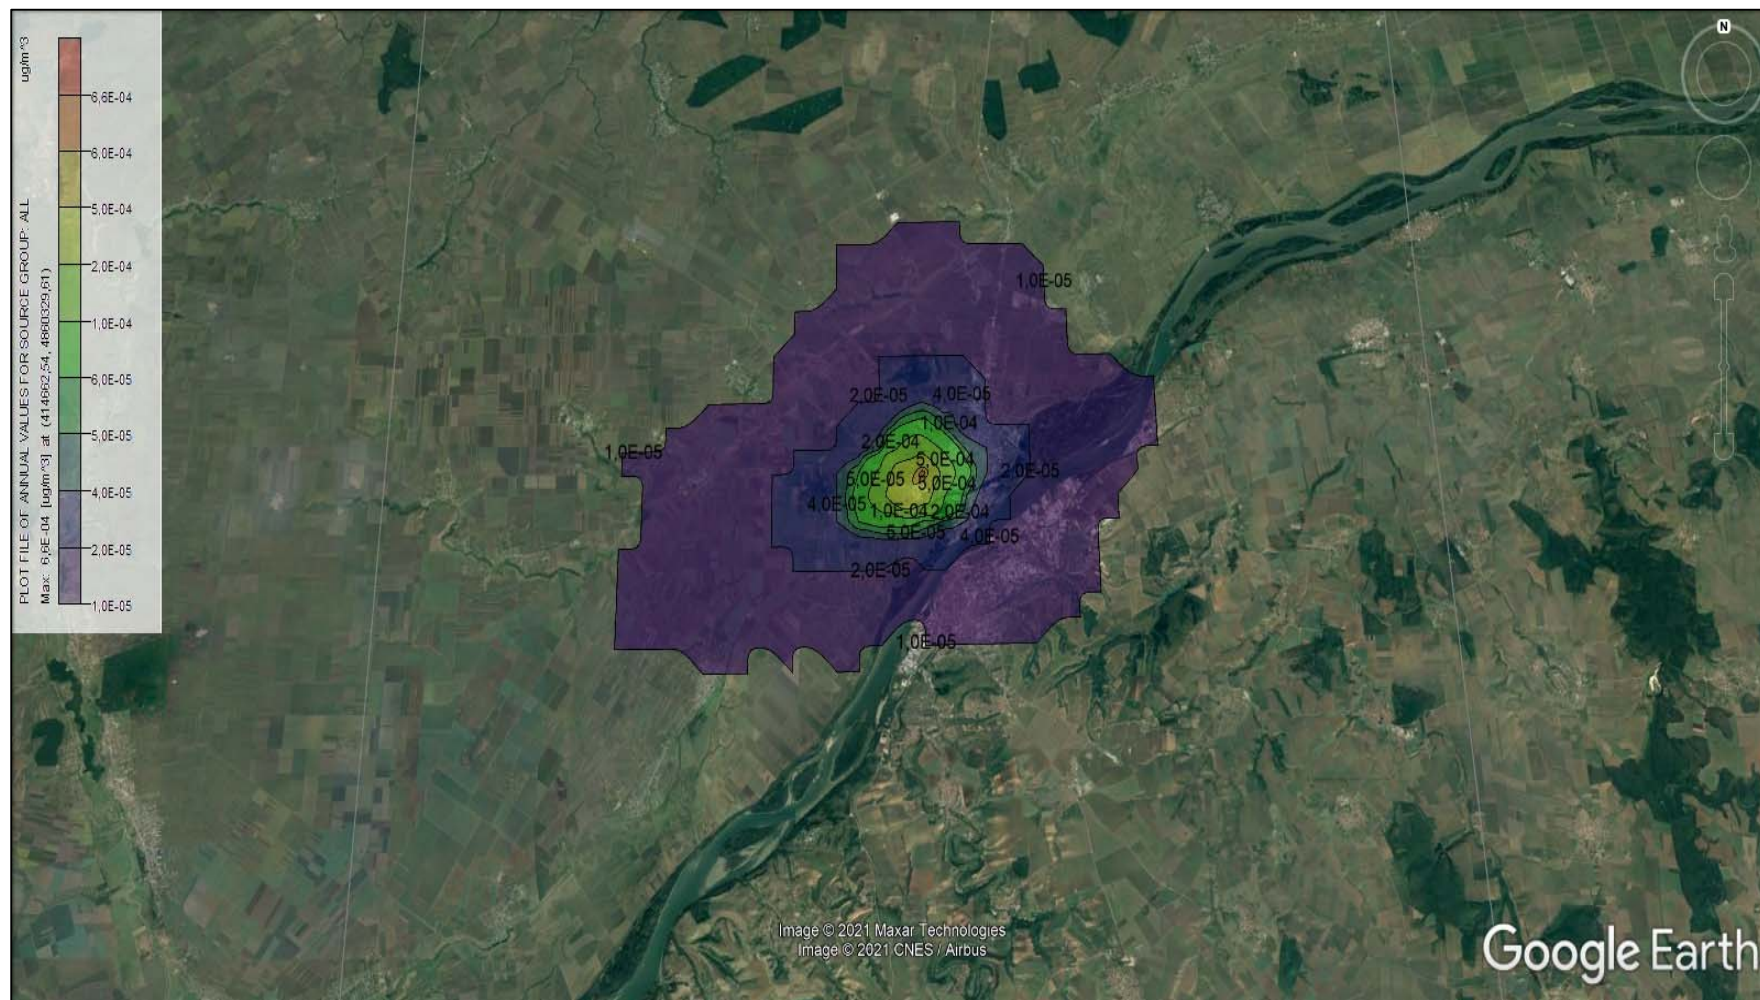 ug/m^3
PLOT FILE OF ANNUAL VALUES FOR SOURCE GROUP: ALL
Max: 6,6E-04 [ug/m^3] at (414662,54, 4860329,61)
6,6E-04
6,0E-04
5,0E-04
2,0E-04
1,0E-04
6,0E-05
5,0E-05
4,0E-05
2,0E-05
1,0E-05
N
1,0E-05
2,0E-05
4,0E-05
1,0E-04
2,0E-04
1,0E-05
5,0E-04
2,0E-05
6,0E-05
5,0E-04
4,0E-05
1,0E-04
2,0E-04
5,0E-05
4,0E-05
2,0E-05
1,0E-05
Image © 2021 Maxar Technologies
Image © 2021 CNES / Airbus
Google Earth